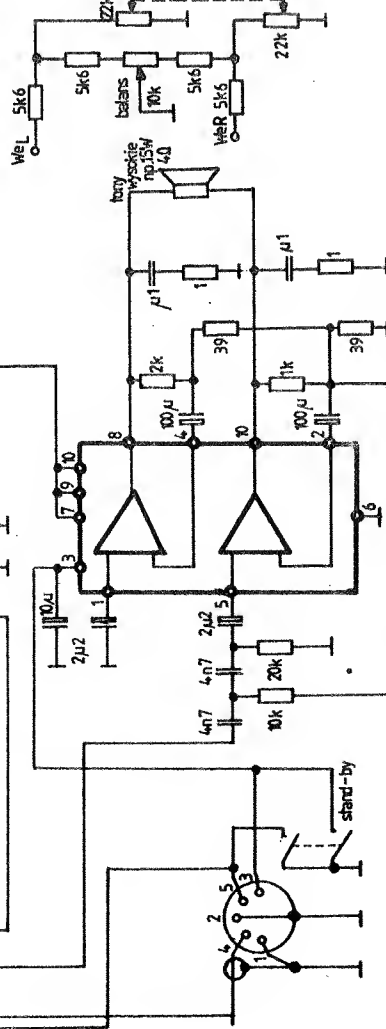 22k
22k
5k6
5k6
balans
10k
5k6
5k6
WeL
WeR
tony
wysokie
np.15W
4Ω
µ1
1
µ1
1
2k
39
1k
39
100µ
100µ
8
4
10
2
7
9
10
3
6
1
5
10µ
2µ2
2µ2
4n7
4n7
20k
10k
stand-by
5
3
2
4
1